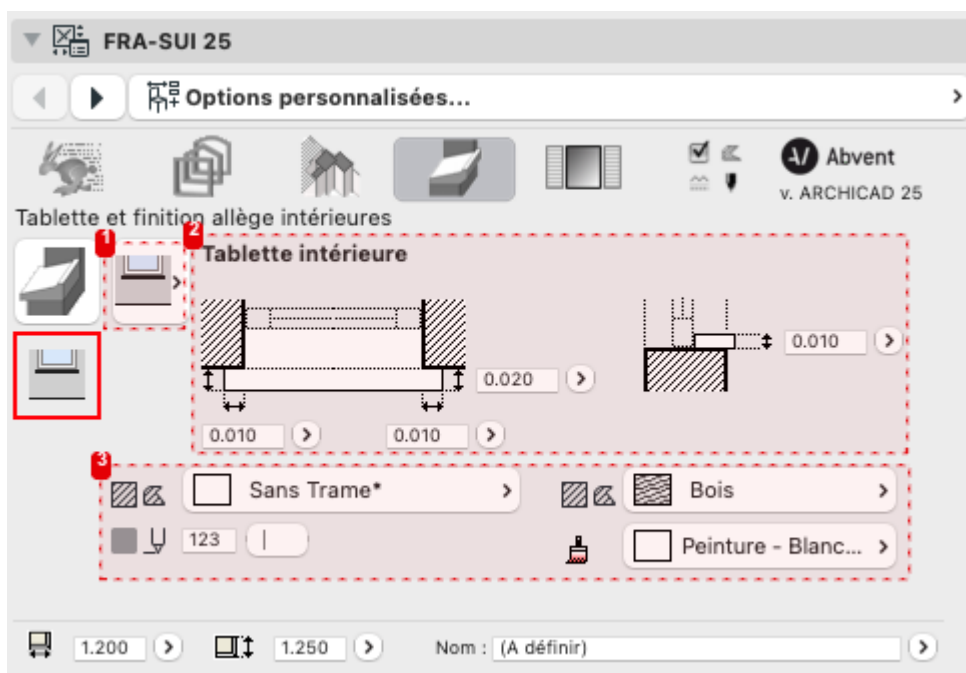 FRA-SUI 25
Options personnalisées...
Abvent
v. ARCHICAD 25
Tablette et finition allège intérieures
1
2
Tablette intérieure
0.010
0.020
0.010
0.010
3
Sans Trame*
Bois
123
Peinture - Blanc...
1.200
1.250
Nom :
(A définir)